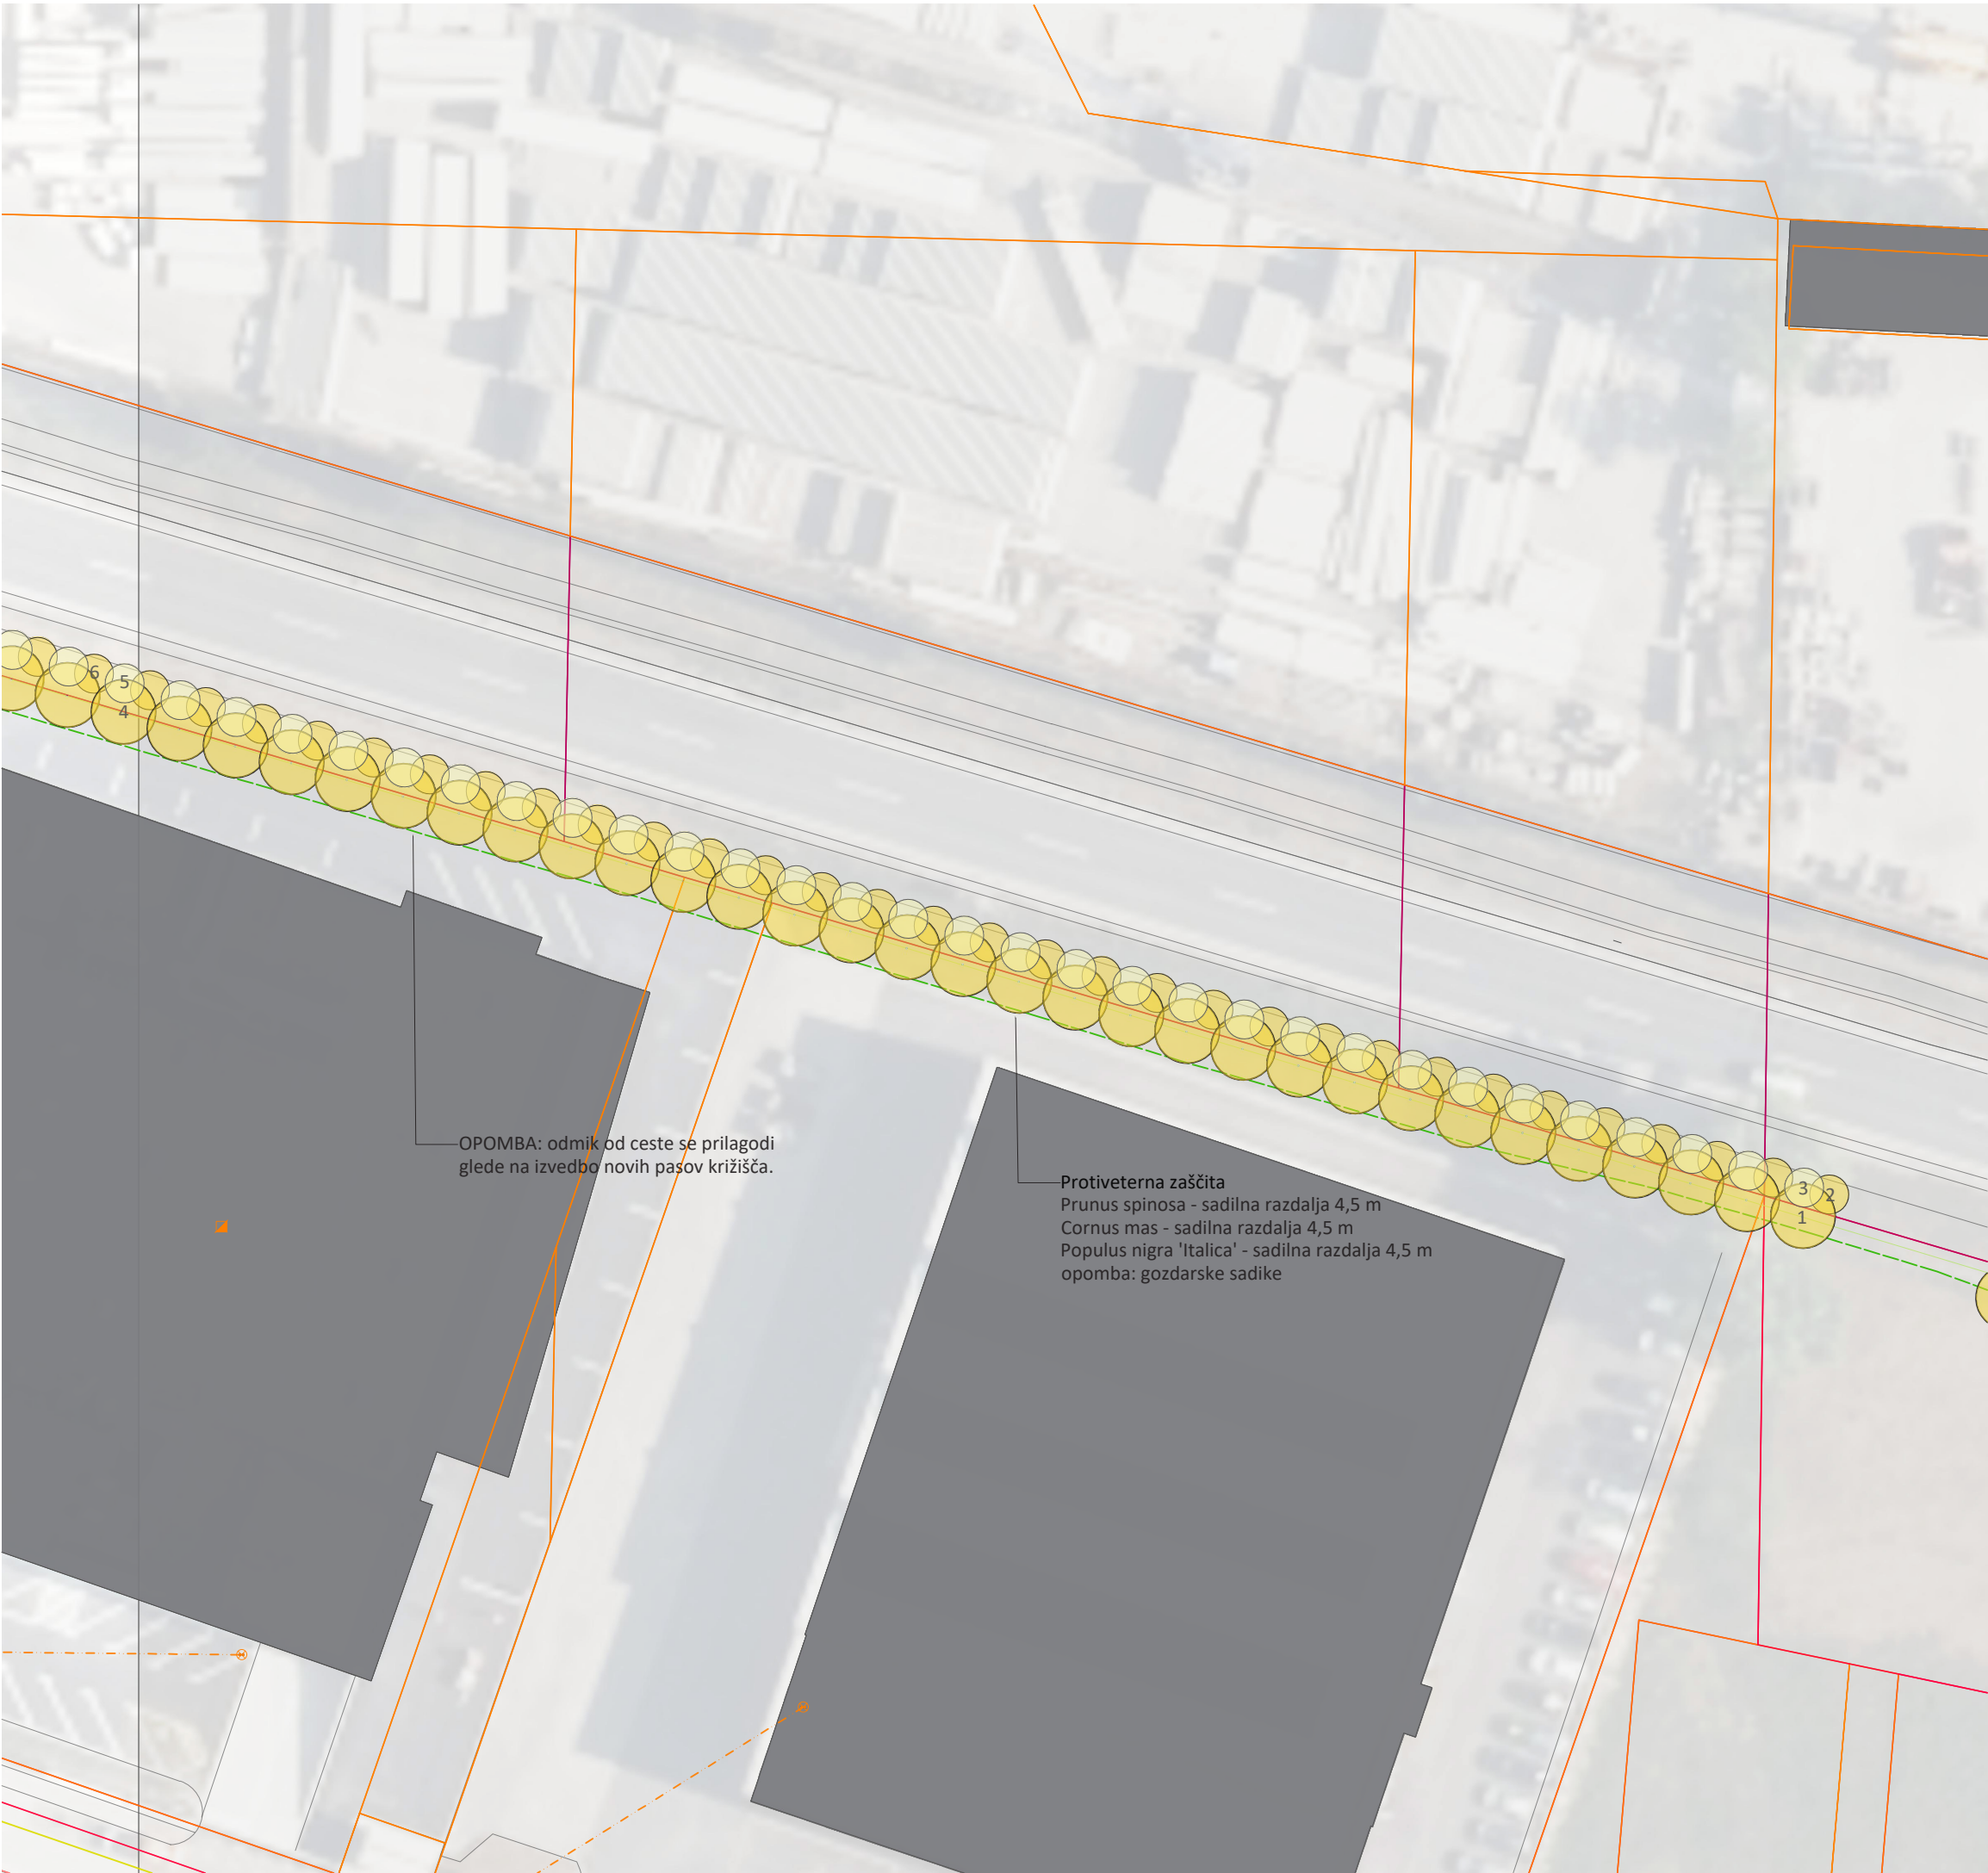 6
5
4
OPOMBA: odmik od ceste se prilagodi
glede na izvedbo novih pasov križišča.
Protiveterna zaščita
Prunus spinosa - sadilna razdalja 4,5 m
Cornus mas - sadilna razdalja 4,5 m
Populus nigra 'Italica' - sadilna razdalja 4,5 m
opomba: gozdarske sadike
3
2
1